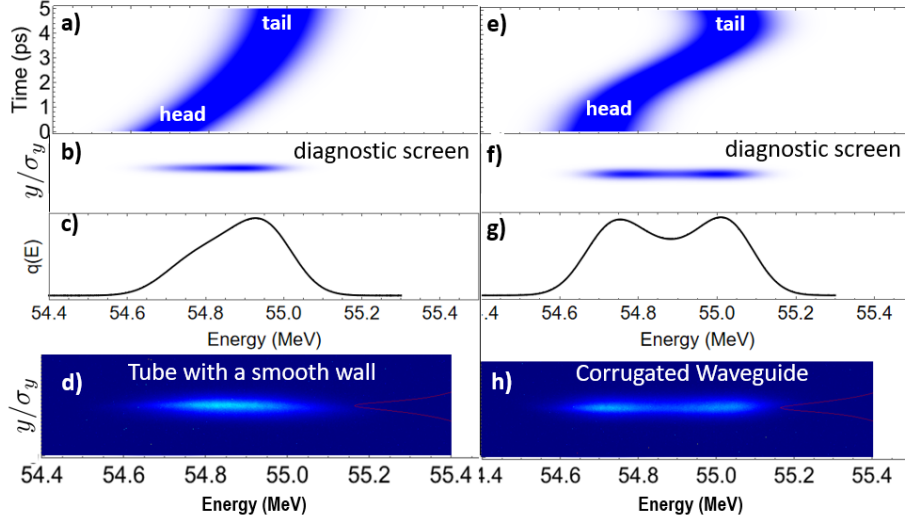 a)
tail
head
5
4
3
2
1
0
Time (ps)
e)
tail
head
b)
diagnostic screen
y/σy
f)
diagnostic screen
c)
q(E)
g)
54.4 54.6 54.8 55.0 55.2 55.4
Energy (MeV)
.4.4 54.6 54.8 55.0 55.2 55.4
Energy (MeV)
d)
Tube with a smooth wall
y/σy
h)
Corrugated Waveguide
54.4 54.6 54.8 55.0 55.2 55.4
Energy (MeV)
.4 54.6 54.8 55.0 55.2 55.4
Energy (MeV)